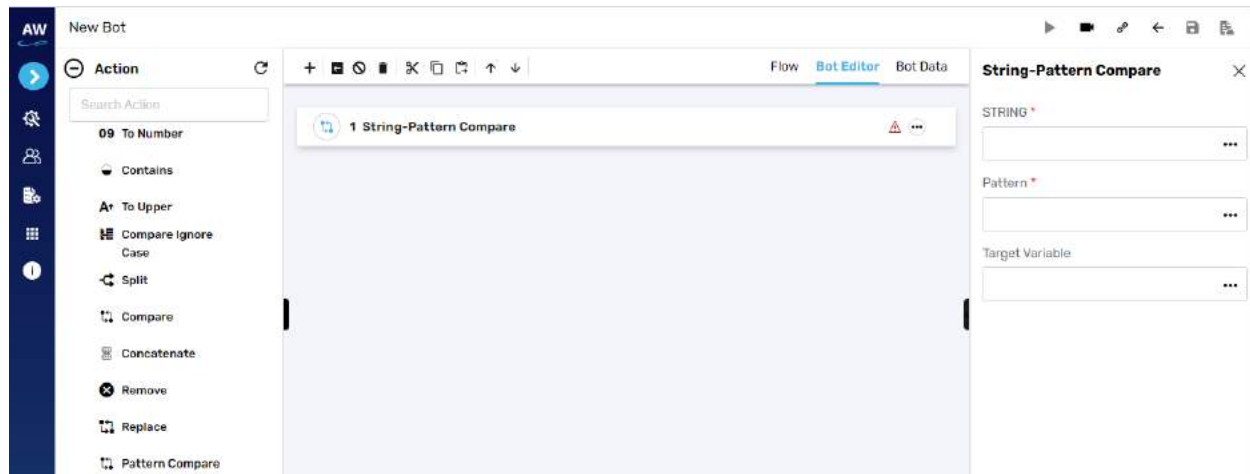 AW
New Bot
Action
Search Action
09 To Number
Contains
A To Upper
Compare Ignore
Case
Split
Compare
Concatenate
Remove
Replace
Pattern Compare
Flow
Bot Editor
Bot Data
1 String-Pattern Compare
String-Pattern Compare
STRING *
Pattern *
Target Variable